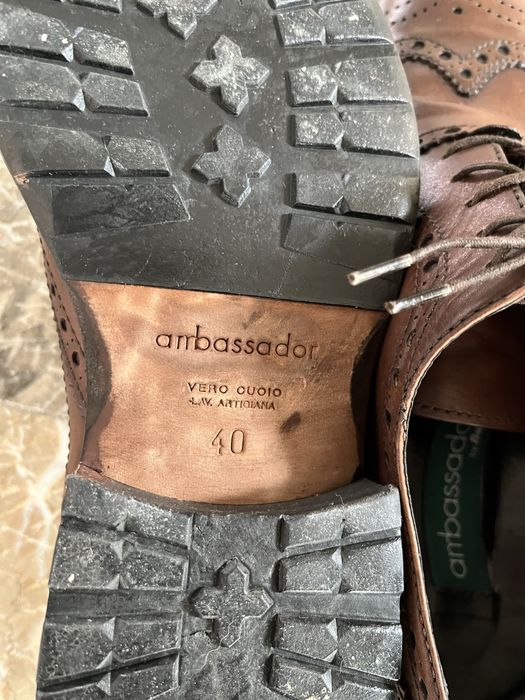 ambassador
VERO CUOIO
LAV. ARTIGIANA
40
ambassador